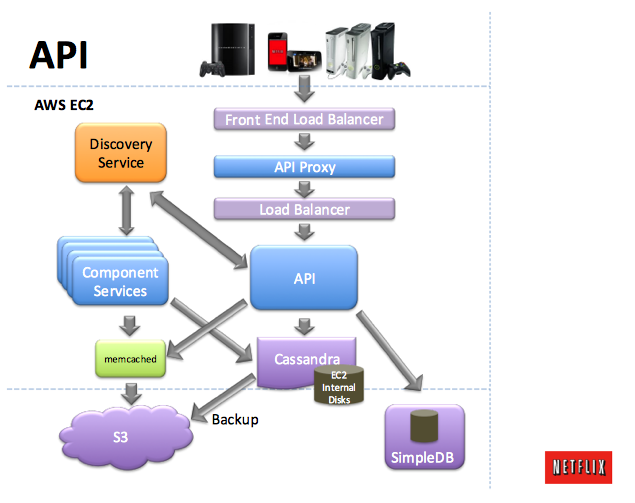 API
AWS EC2
Front End Load Balancer
Discovery
Service
API Proxy
Load Balancer
Component
Services
API
memcached
Cassandra
EC2
Internal
Disks
Backup
S3
SimpleDB
NETFLIX